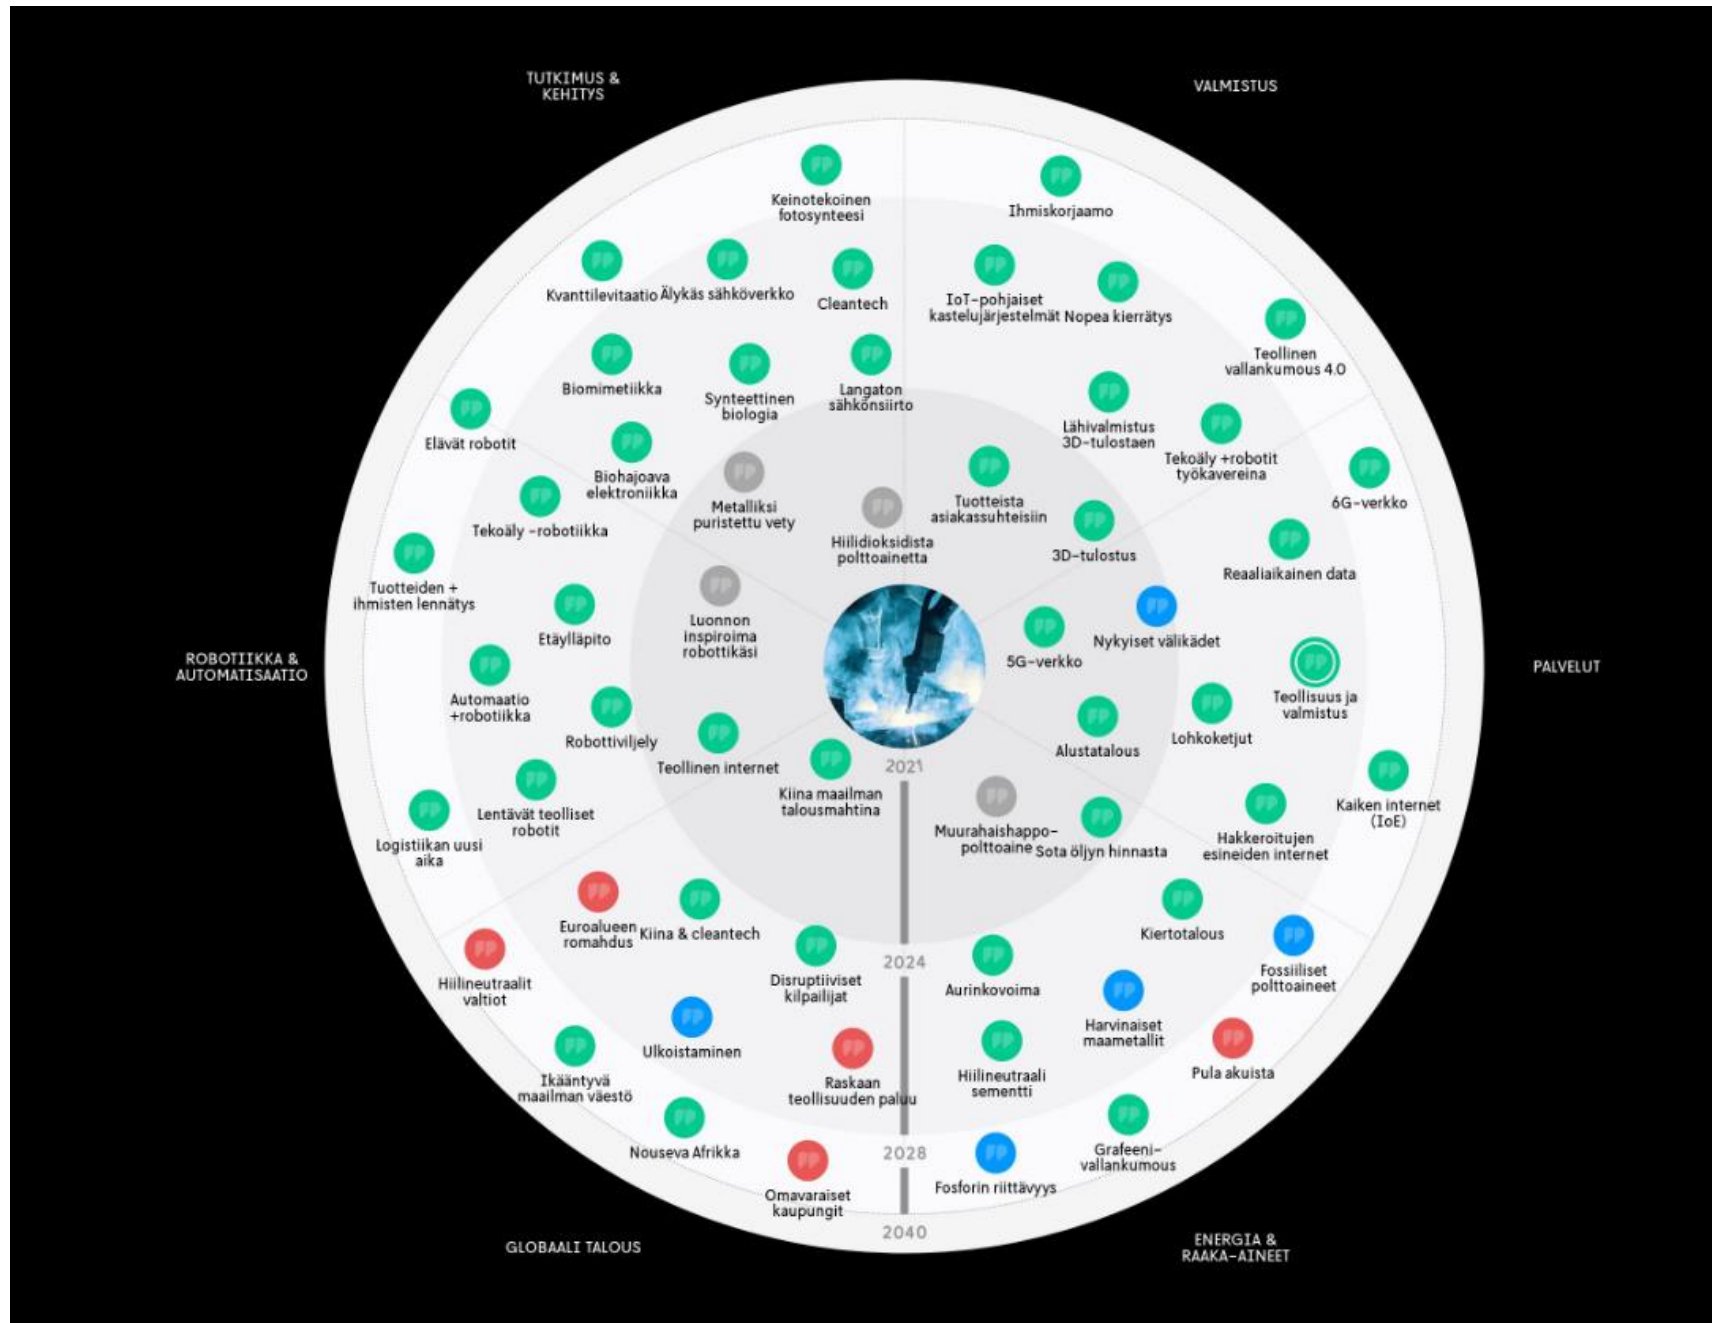 TUTKIMUS &
KEHITYS
VALMISTUS
Keinotekoinen
fotosynteesi
Ihmiskorjaamo
Kvanttilevitaatio
Älykäs sähköverkko
Cleantech
IoT-pohjaiset
kastelujärjestelmät
Nopea kierrätys
Teollinen
vallankumous 4.0
Biomimetiikka
Synteettinen
biologia
Langaton
sähkönsiirto
Elävät robotit
Lähivalmistus
3D-tulostaen
Tekoäly +robotit
työkavereina
Biohajoava
elektroniikka
Metalliksi
puristettu vety
Tuotteista
asiakassuhteisiin
6G-verkko
Tekoäly -robotiikka
Hiilidioksidista
polttoainetta
3D-tulostus
Reaaliaikainen data
Tuotteiden +
ihmisten lennätys
Etäylläpito
Luonnon
inspiroima
robottikäsi
5G-verkko
Nykyiset välikädet
ROBOTIIKKA &
AUTOMATISAATIO
PALVELUT
Automaatio
+robotiikka
Teollisuus ja
valmistus
Robottiviljely
Alustatalous
Lohkoketjut
Teollinen internet
2021
Kiina maailman
talousmahtina
Lentävät teolliset
robotit
Kaiken internet
(IoE)
Logistiikan uusi
aika
Muurahaishappo-
polttoaine
Sota öljyn hinnasta
Hakkeroitujen
esineiden internet
Euroalueen
romahdus
Kiina & cleantech
Kiertotalous
2024
Hiilineutraalit
valtiot
Disruptiiviset
kilpailijat
Aurinkovoima
Fossiiliset
polttoaineet
Ulkoistaminen
Harvinaiset
maametallit
Ikääntyvä
maailman väestö
Raskaan
teollisuuden paluu
Hiilineutraali
sementti
Pula akuista
Nouseva Afrikka
2028
Grafeeni-
vallankumous
Omavaraiset
kaupungit
Fosforin riittävyys
2040
GLOBAALI TALOUS
ENERGIA &
RAAKA-AINEET